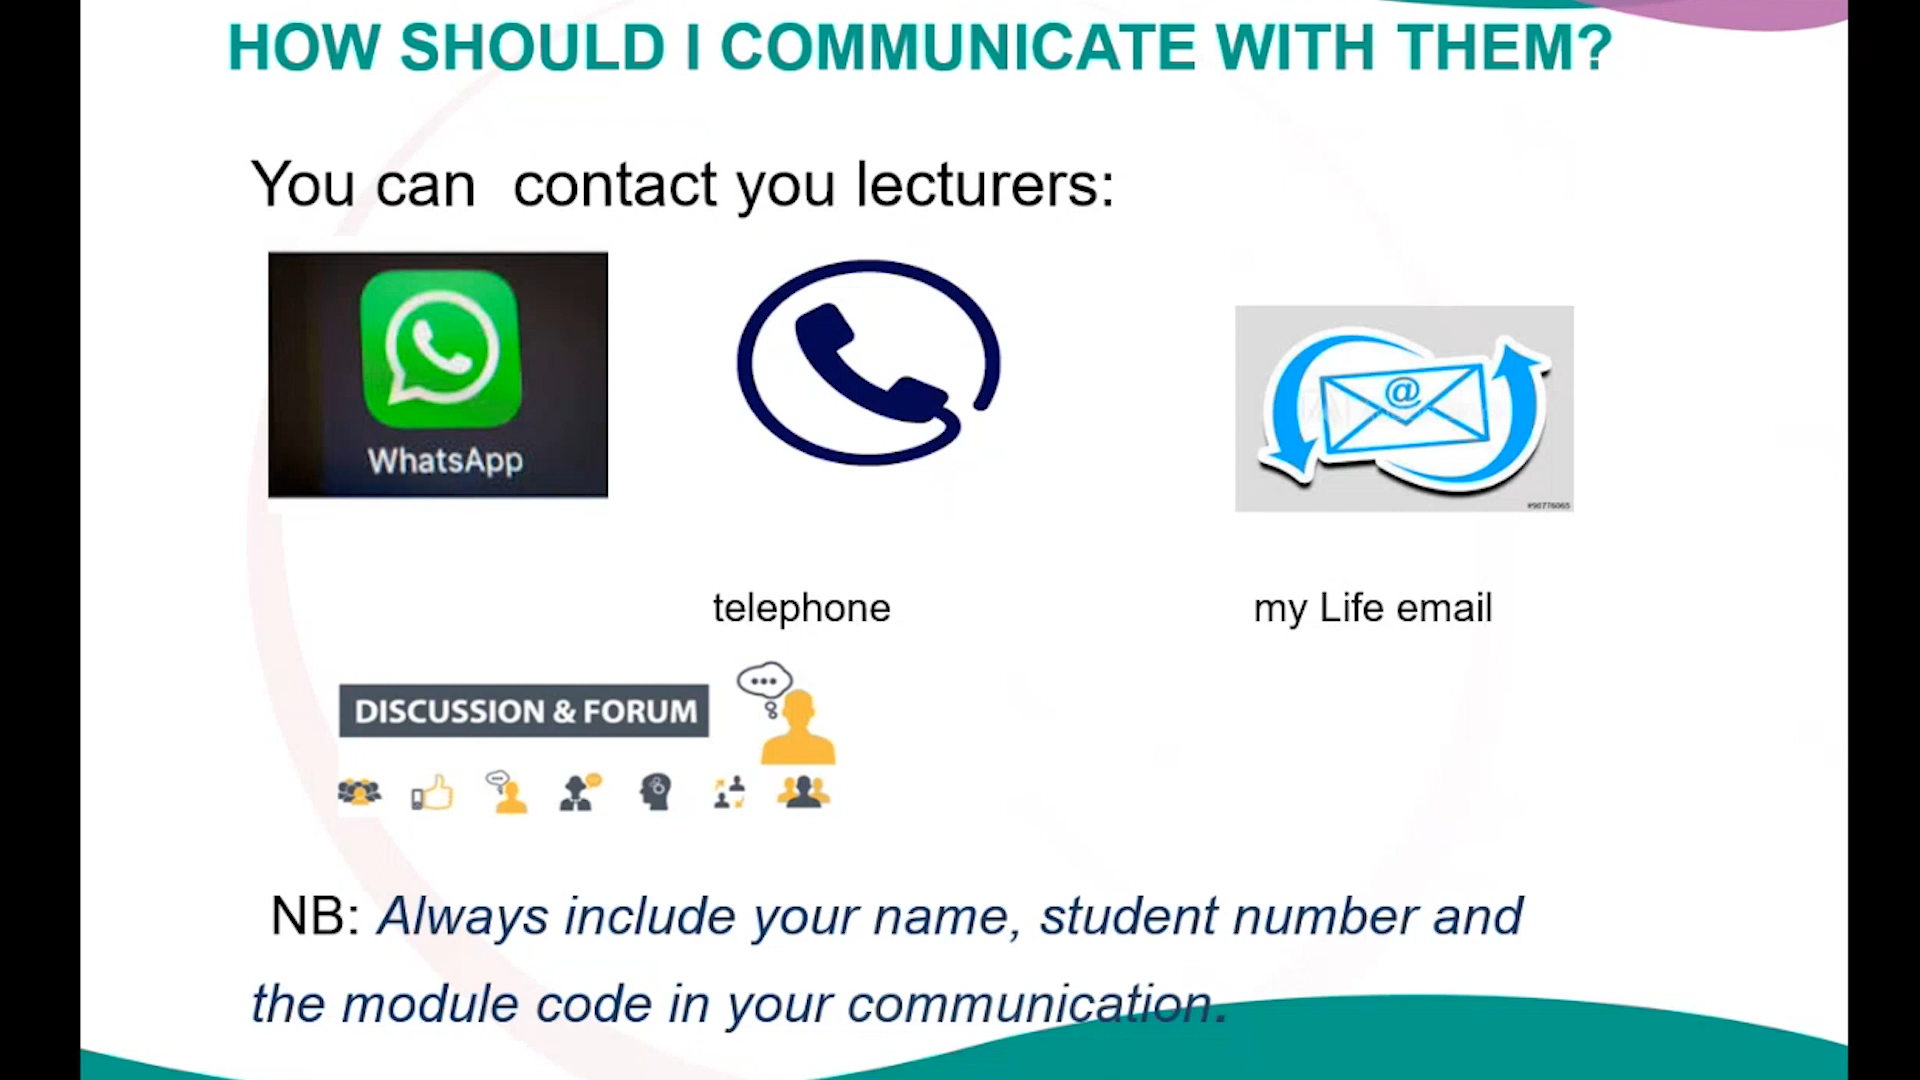 HOW SHOULD I COMMUNICATE WITH THEM?
You can contact you lecturers:
WhatsApp
@
#90776065
telephone
my Life email
DISCUSSION & FORUM
NB: Always include your name, student number and
the module code in your communication.